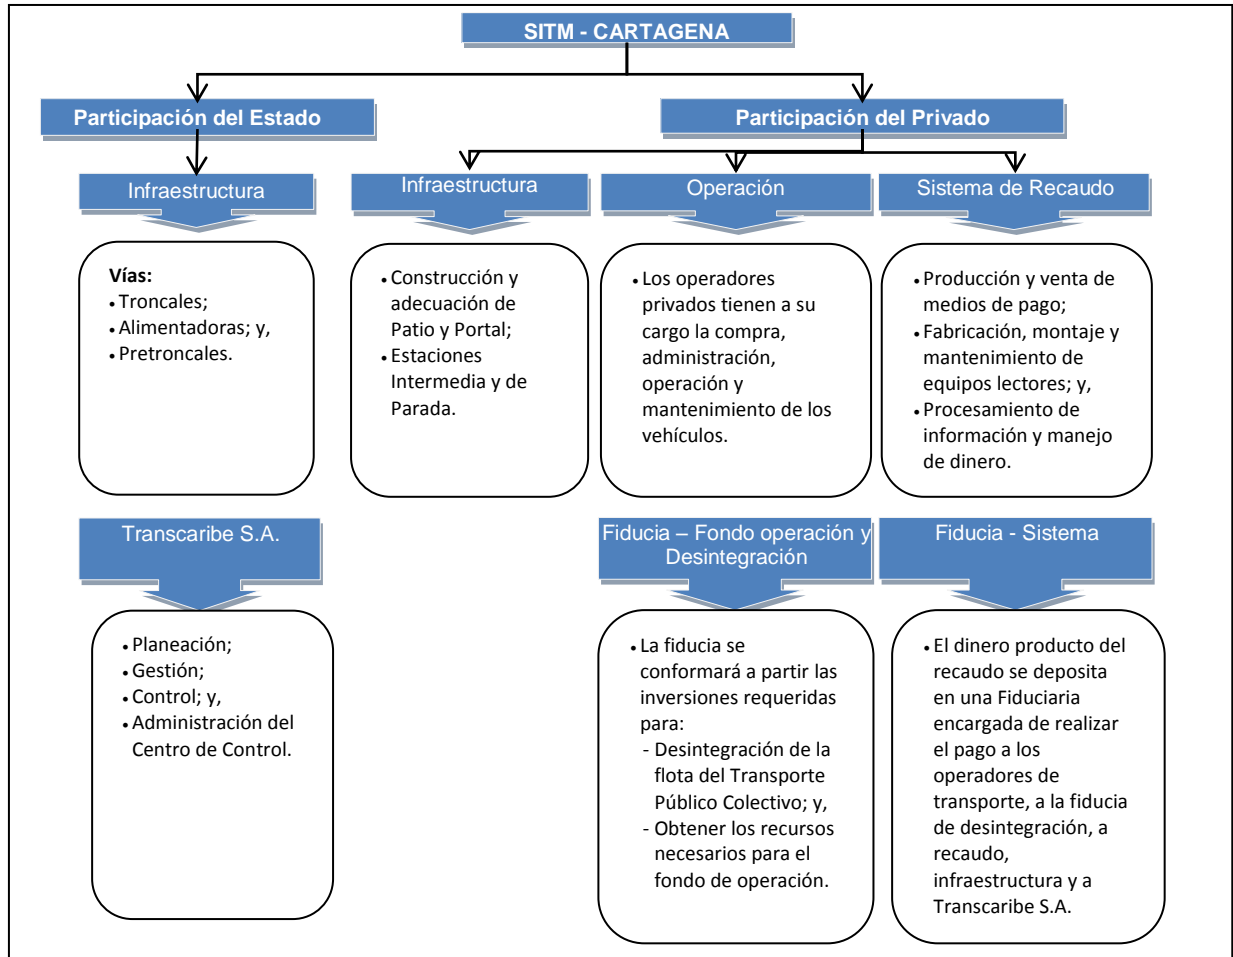 SITM - CARTAGENA
Participación del Estado
Participación del Privado
Infraestructura
Infraestructura
Operación
Sistema de Recaudo
Vías:
• Troncales;
• Alimentadoras; y,
• Pretroncales.
• Construcción y
adecuación de
Patio y Portal;
• Estaciones
Intermedia y de
Parada.
• Los operadores
privados tienen a su
cargo la compra,
administración,
operación y
mantenimiento de los
vehículos.
• Producción y venta de
medios de pago;
• Fabricación, montaje y
mantenimiento de
equipos lectores; y,
• Procesamiento de
información y manejo
de dinero.
Transcaribe S.A.
Fiducia – Fondo operación y
Desintegración
Fiducia - Sistema
• Planeación;
• Gestión;
• Control; y,
• Administración del
Centro de Control.
• La fiducia se
conformará a partir las
inversiones requeridas
para:
- Desintegración de la
flota del Transporte
Público Colectivo; y,
- Obtener los recursos
necesarios para el
fondo de operación.
• El dinero producto del
recaudo se deposita
en una Fiduciaria
encargada de realizar
el pago a los
operadores de
transporte, a la fiducia
de desintegración, a
recaudo,
infraestructura y a
Transcaribe S.A.